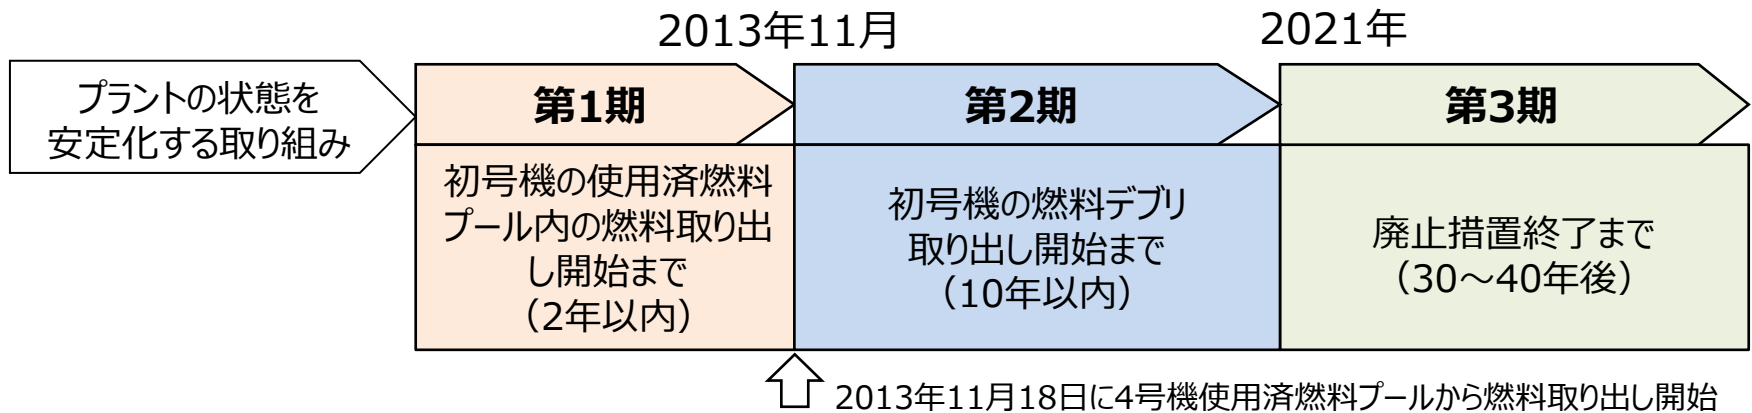 2013年11月
2021年
プラントの状態を
安定化する取り組み
第1期
第2期
第3期
初号機の使用済燃料
プール内の燃料取り出
し開始まで
（2年以内）
初号機の燃料デブリ
取り出し開始まで
（10年以内）
廃止措置終了まで
（30～40年後）
2013年11月18日に4号機使用済燃料プールから燃料取り出し開始